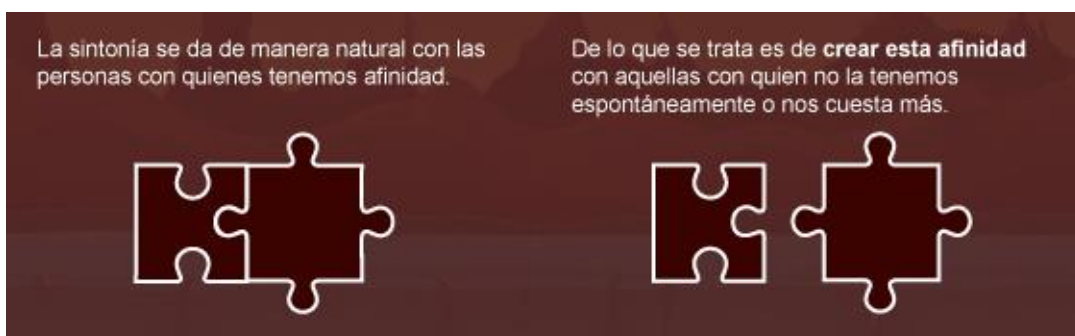 La sintonía se da de manera natural con las
personas con quienes tenemos afinidad.
De lo que se trata es de crear esta afinidad
con aquellas con quien no la tenemos
espontáneamente o nos cuesta más.